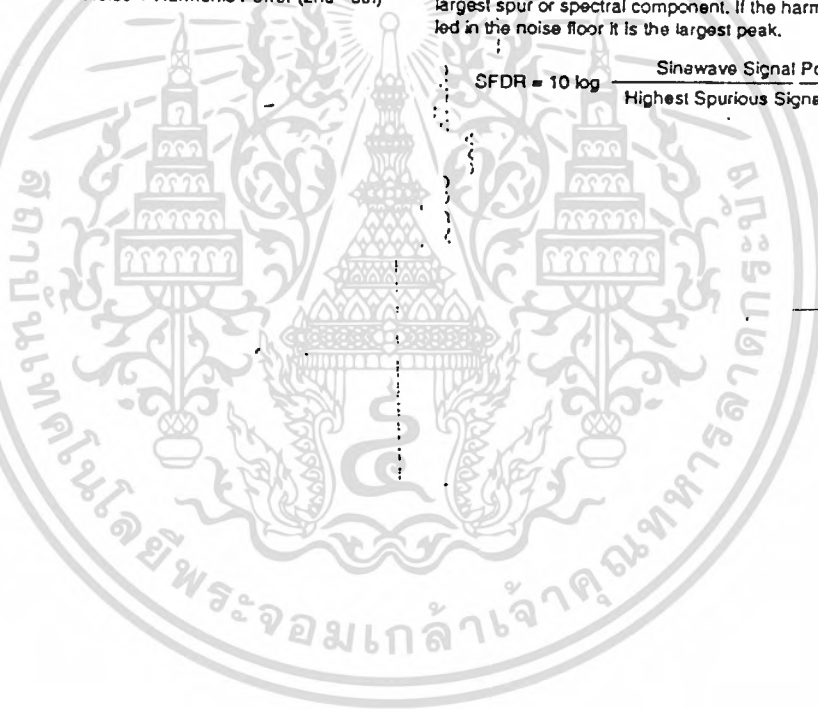 largest spur or spectral component. If the harm
led in the noise floor it is the largest peak.
SFDR = 10 log
Sinewave Signal Po
Highest Spurious Signa
สถาบันเทคโนโลยีพระจอมเกล้าเจ้าคุณทหารลาดกระบัง